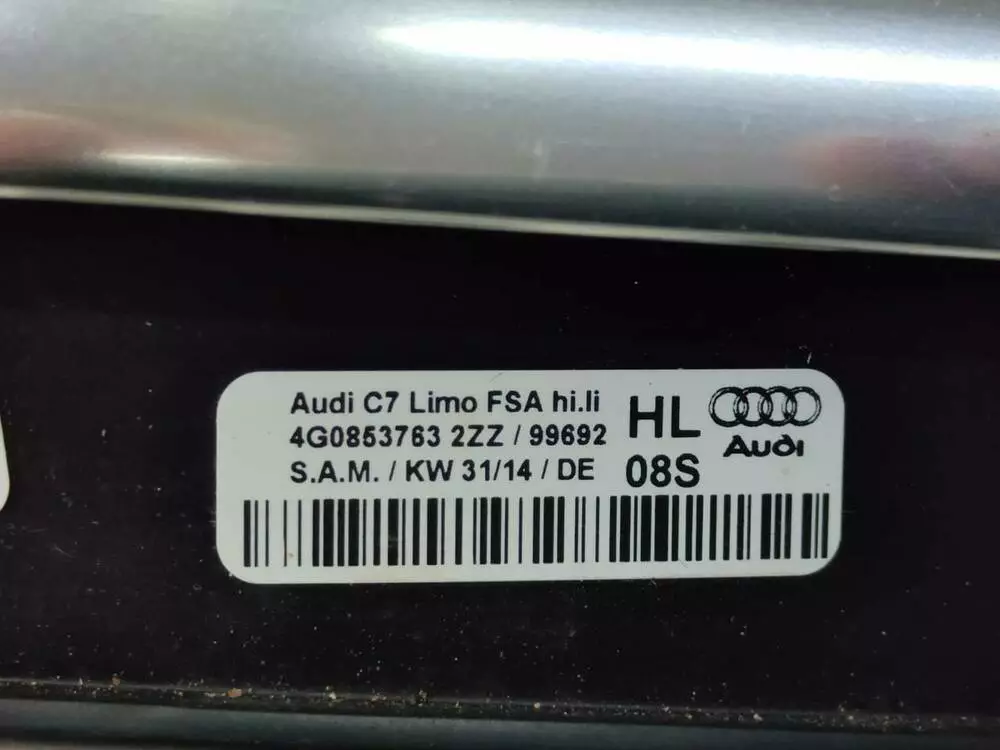 Audi C7 Limo FSA hi.li
4G0853763 2ZZ / 99692
S.A.M. / KW 31/14 / DE
HL
08S
Audi